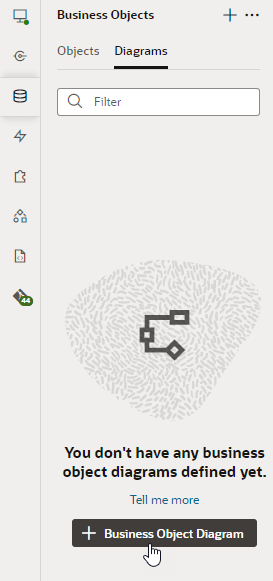 Business Objects
Objects Diagrams
Filter
44
You don't have any business
object diagrams defined yet.
Tell me more
Business Object Diagram